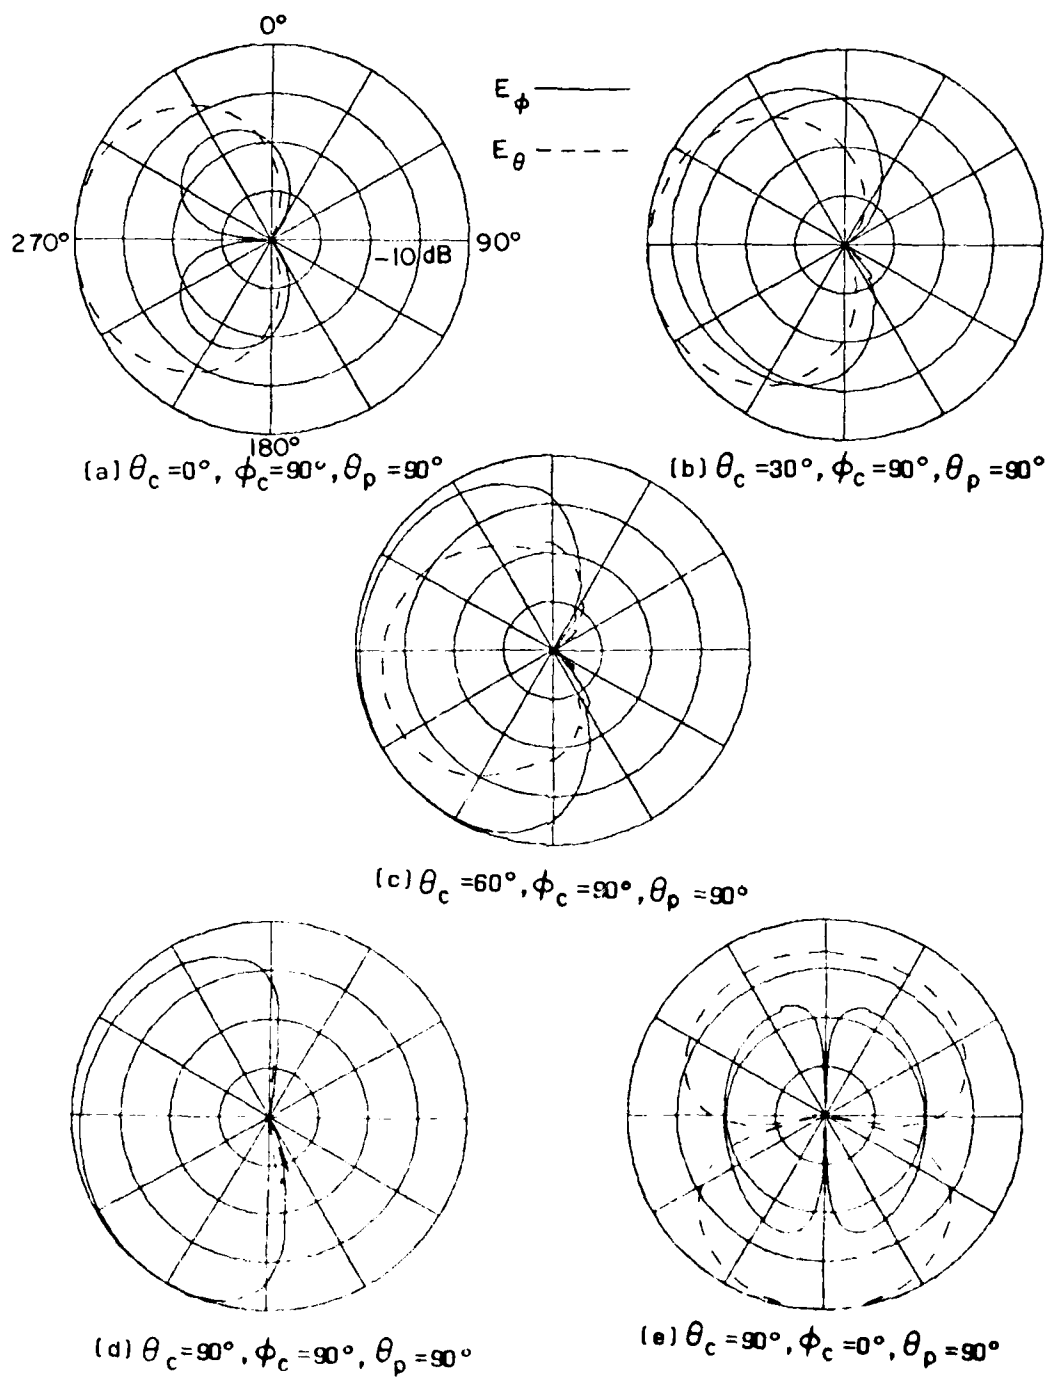 0°
E_ϕ
E_θ
270°
-10 dB
90°
180°
(a) θ_c =0°, ϕ_c=90°, θ_p =90°
(b) θ_c =30°, ϕ_c =90°, θ_p =90°
(c) θ_c =60°, ϕ_c =90°, θ_p =90°
(d) θ_c =90°, ϕ_c =90°, θ_p =90°
(e) θ_c =90°, ϕ_c =0°, θ_p =90°